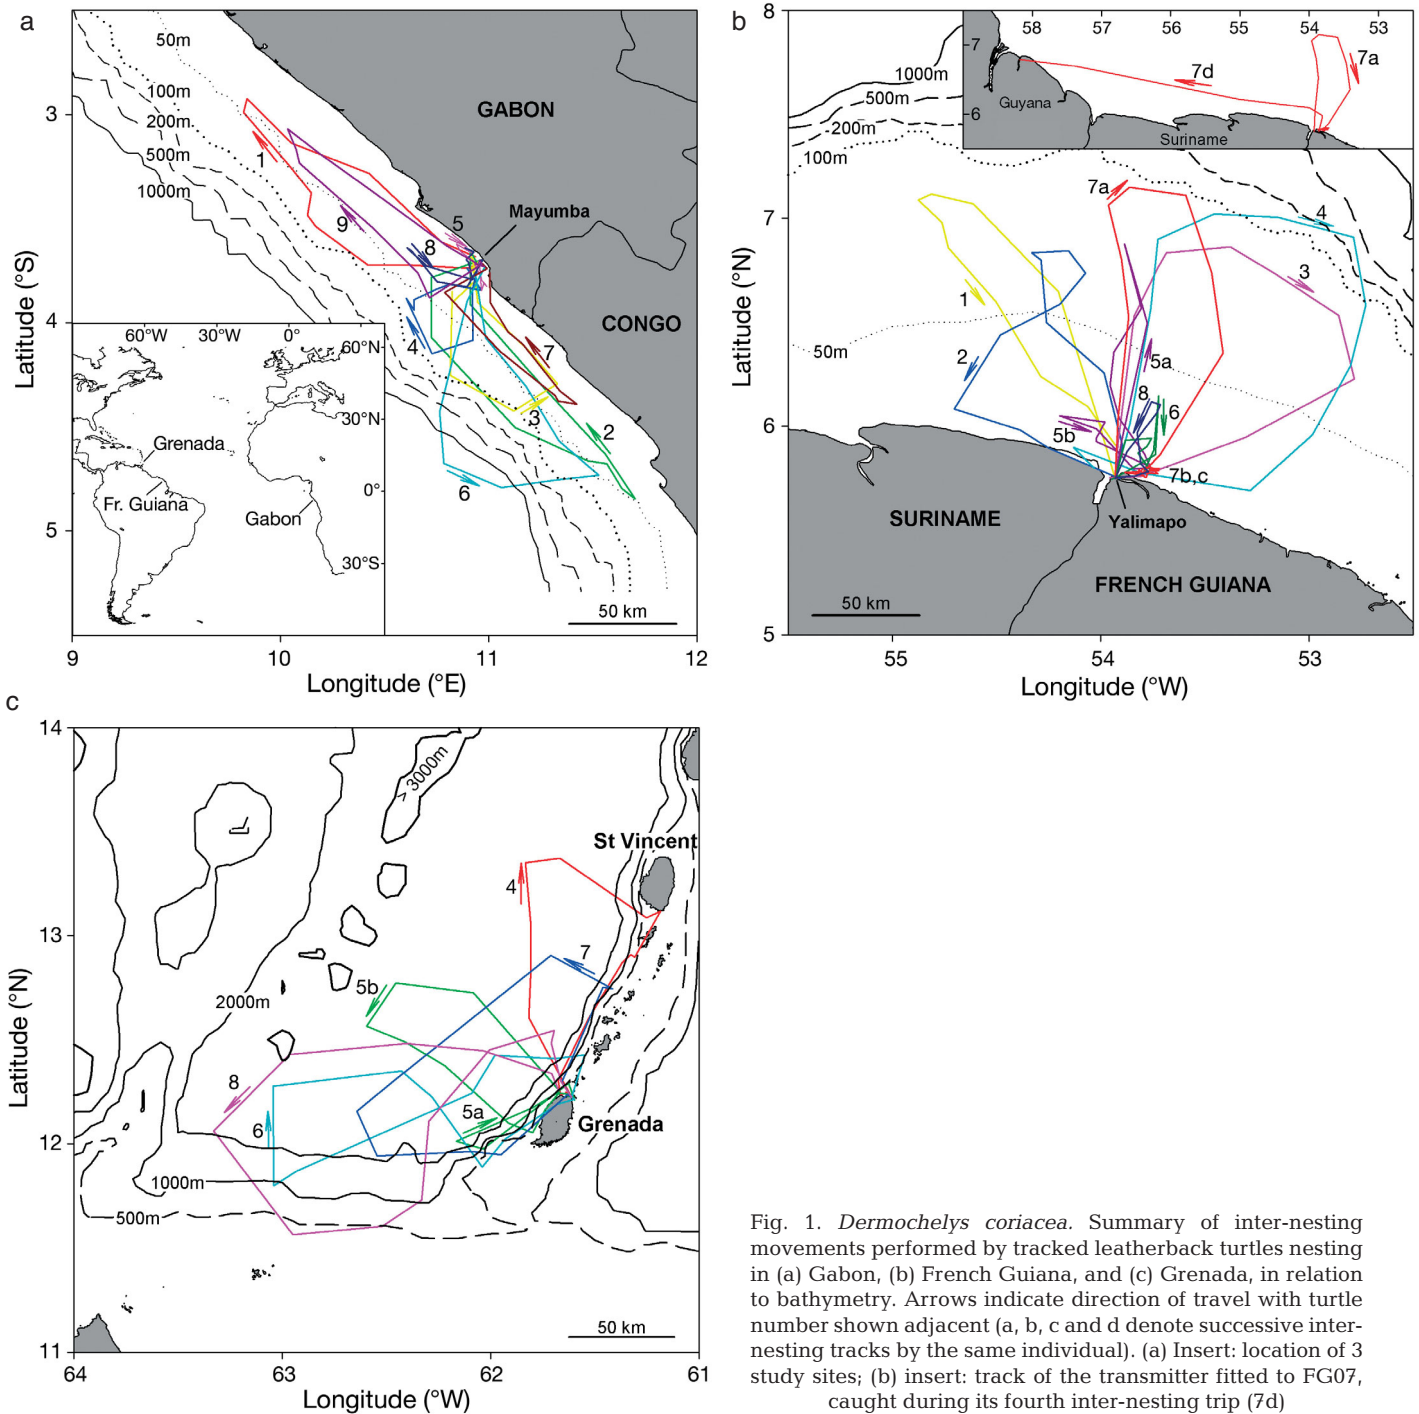 a
50m
100m
200m
500m
1000m
GABON
Mayumba
CONGO
1
9
5
8
4
7
3
2
6
3
4
5
Latitude (°S)
60°W
30°W
0°
60°N
30°N
0°
30°S
Grenada
Fr. Guiana
Gabon
50 km
9
10
11
12
Longitude (°E)
b
8
7
6
5
Latitude (°N)
1000m
500m
200m
100m
50m
58
57
56
55
54
53
7
6
7d
7a
Guyana
Suriname
7a
4
3
1
2
5a
8
6
5b
7b,c
Yalimapo
SURINAME
FRENCH GUIANA
50 km
55
54
53
Longitude (°W)
c
14
13
12
11
Latitude (°N)
> 3000m
St Vincent
4
7
5b
2000m
8
6
5a
Grenada
1000m
500m
50 km
64
63
62
61
Longitude (°W)
Fig. 1. Dermochelys coriacea. Summary of inter-nesting
movements performed by tracked leatherback turtles nesting
in (a) Gabon, (b) French Guiana, and (c) Grenada, in relation
to bathymetry. Arrows indicate direction of travel with turtle
number shown adjacent (a, b, c and d denote successive inter-
nesting tracks by the same individual). (a) Insert: location of 3
study sites; (b) insert: track of the transmitter fitted to FG07,
caught during its fourth inter-nesting trip (7d)